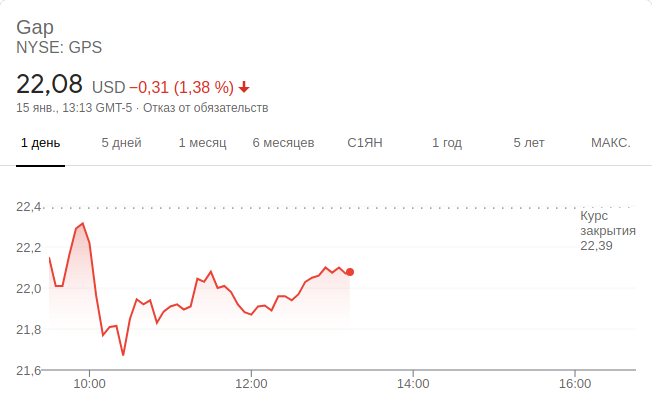 Gap
NYSE: GPS
22,08 USD −0,31 (1,38 %)
15 янв., 13:13 GMT-5 · Отказ от обязательств
1 день 5 дней 1 месяц 6 месяцев С1ЯН 1 год 5 лет МАКС.
22,4
Курс
закрытия
22,39
22,2
22,0
21,8
21,6
10:00 12:00 14:00 16:00